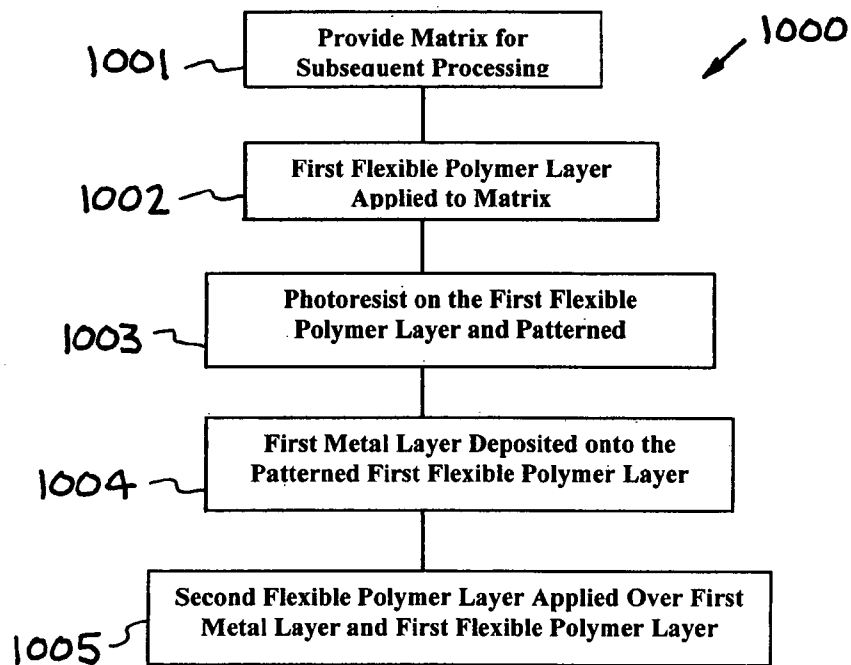 1000
1001
Provide Matrix for
Subsequent Processing
1002
First Flexible Polymer Layer
Applied to Matrix
1003
Photoresist on the First Flexible
Polymer Layer and Patterned
1004
First Metal Layer Deposited onto the
Patterned First Flexible Polymer Layer
1005
Second Flexible Polymer Layer Applied Over First
Metal Layer and First Flexible Polymer Layer